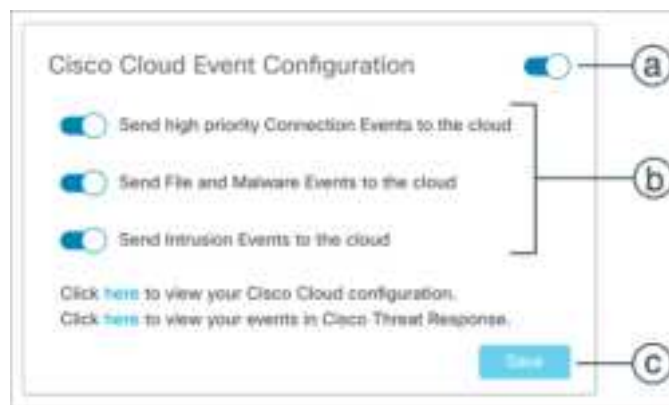 Cisco Cloud Event Configuration
a
Send high priority Connection Events to the cloud
b
Send File and Malware Events to the cloud
Send Intrusion Events to the cloud
Click here to view your Cisco Cloud configuration.
Click here to view your events in Cisco Threat Response.
Save
c